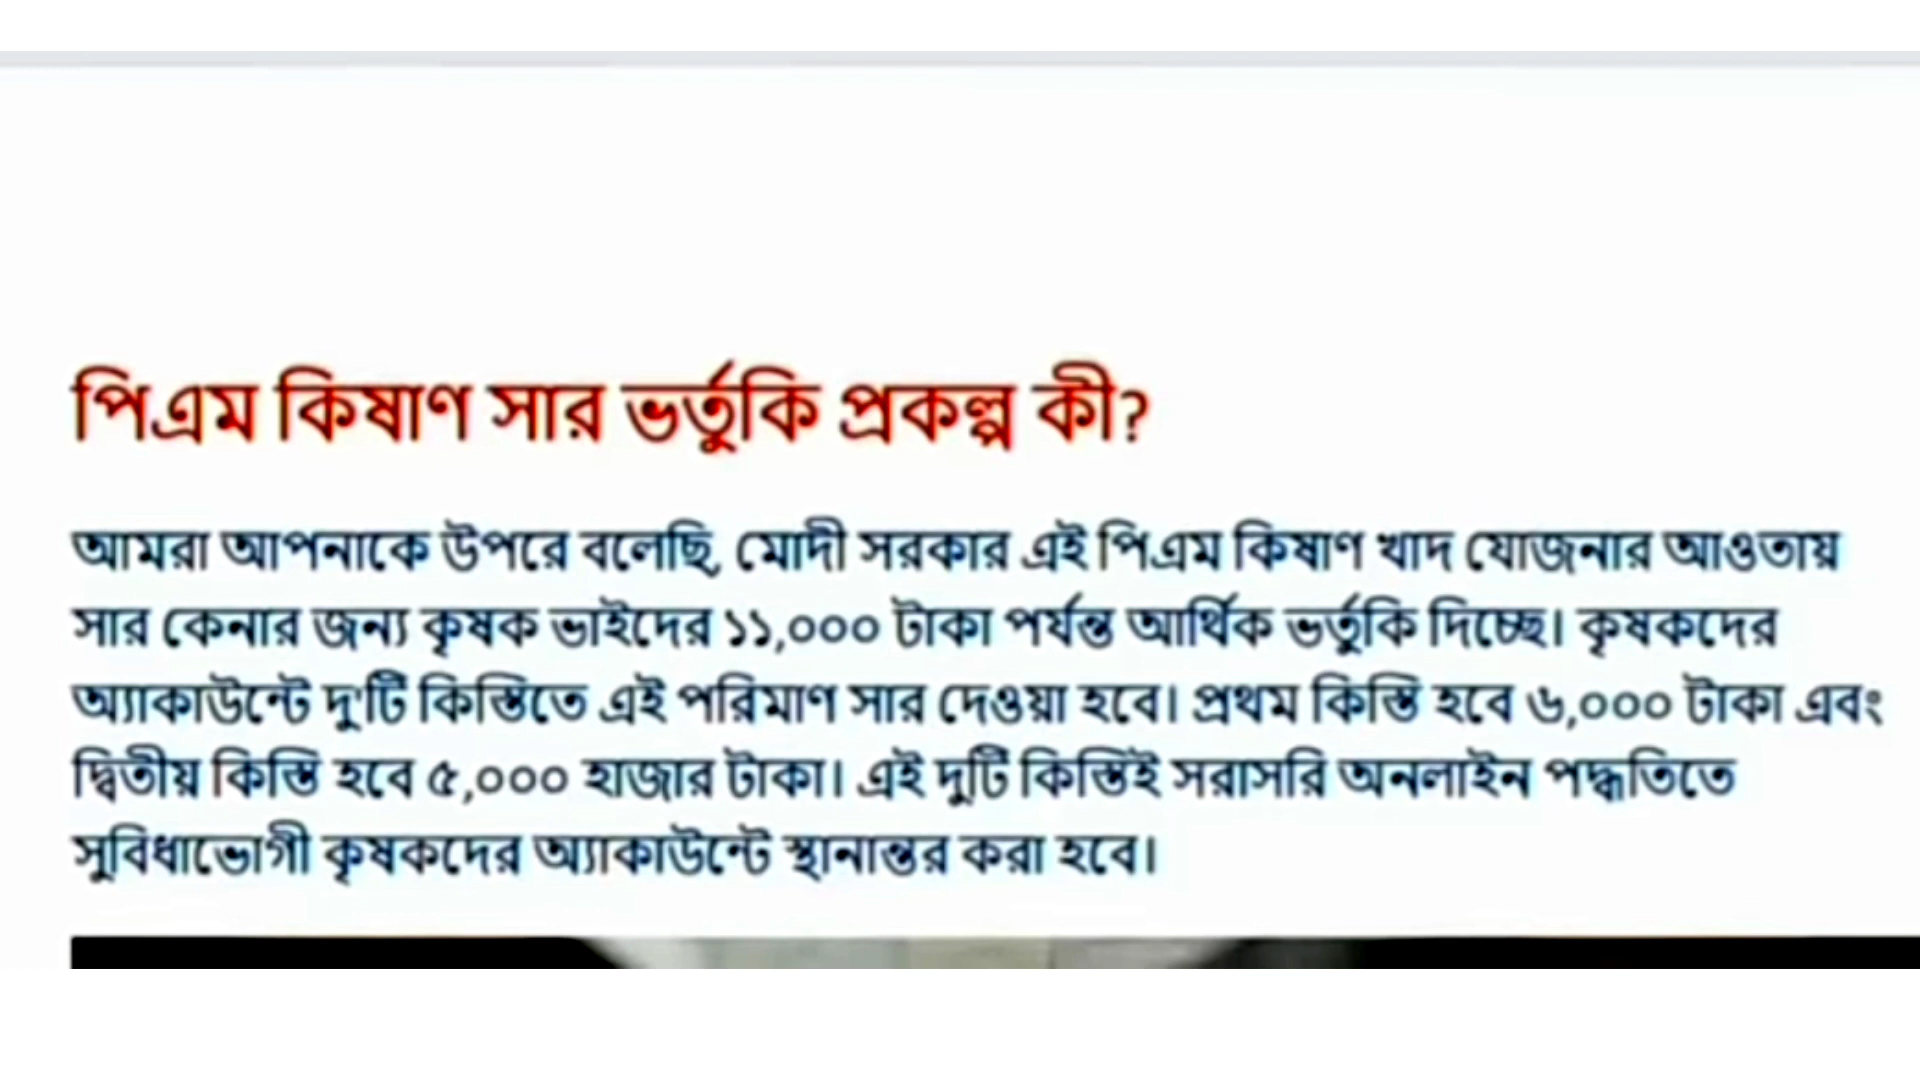 পিএম কিষাণ সার ভর্তুকি প্রকল্প কী?
আমরা আপনাকে উপরে বলেছি, মোদী সরকার এই পিএম কিষাণ খাদ যোজনার আওতায়
সার কেনার জন্য কৃষক ভাইদের ১১,০০০ টাকা পর্যন্ত আর্থিক ভর্তুকি দিচ্ছে। কৃষকদের
অ্যাকাউন্টে দু'টি কিস্তিতে এই পরিমাণ সার দেওয়া হবে। প্রথম কিস্তি হবে ৬,০০০ টাকা এবং
দ্বিতীয় কিস্তি হবে ৫,০০০ হাজার টাকা। এই দুটি কিস্তিই সরাসরি অনলাইন পদ্ধতিতে
সুবিধাভোগী কৃষকদের অ্যাকাউন্টে স্থানান্তর করা হবে।